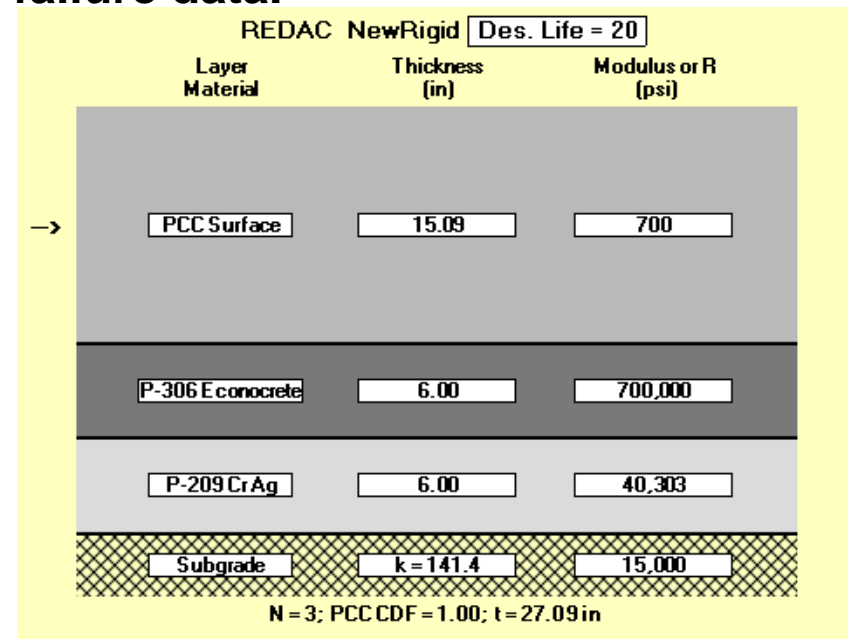 failure data.
REDAC NewRigid Des. Life = 20
Layer Material Thickness (in) Modulus or R (psi)
--> PCC Surface 15.09 700
P-306 Econocrete 6.00 700,000
P-209 CrAg 6.00 40,303
Subgrade k = 141.4 15,000
N = 3; PCC CDF = 1.00; t = 27.09 in